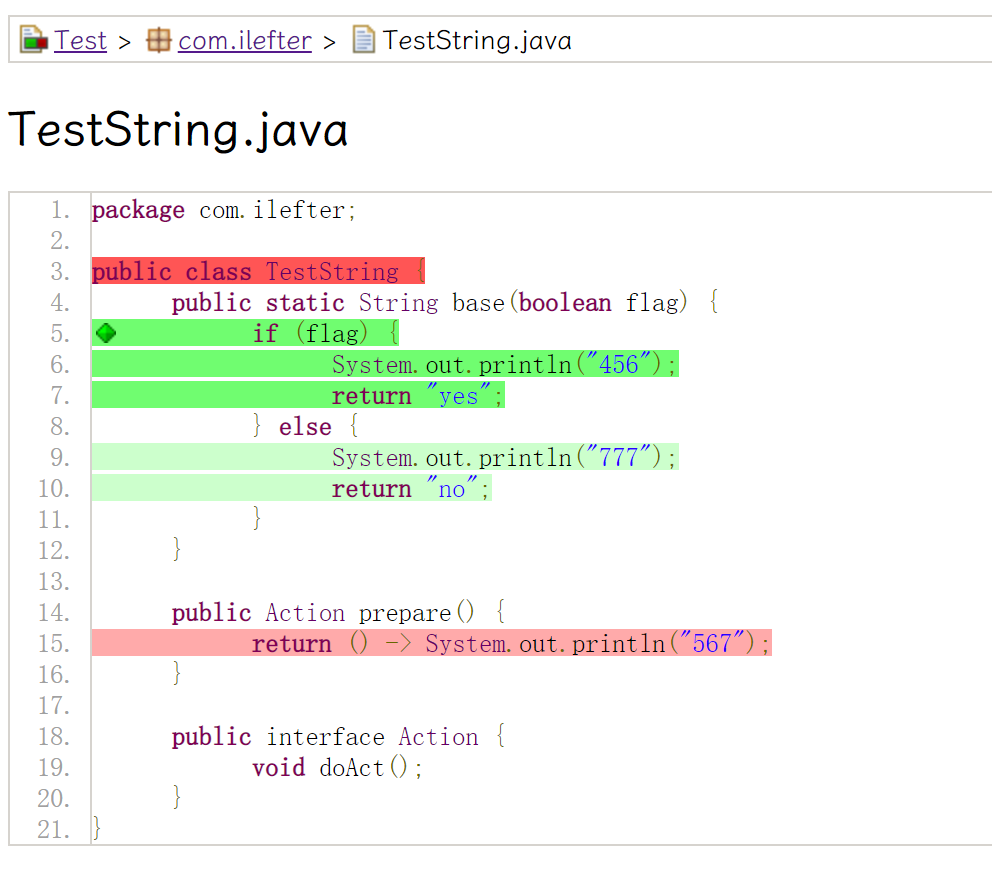 Test > com.ilefter > TestString.java
TestString.java
1. package com.ilefter;
2.
3. public class TestString {
4. public static String base(boolean flag) {
5. if (flag) {
6. System.out.println("456");
7. return "yes";
8. } else {
9. System.out.println("777");
10. return "no";
11. }
12. }
13.
14. public Action prepare() {
15. return () -> System.out.println("567");
16. }
17.
18. public interface Action {
19. void doAct();
20. }
21. }